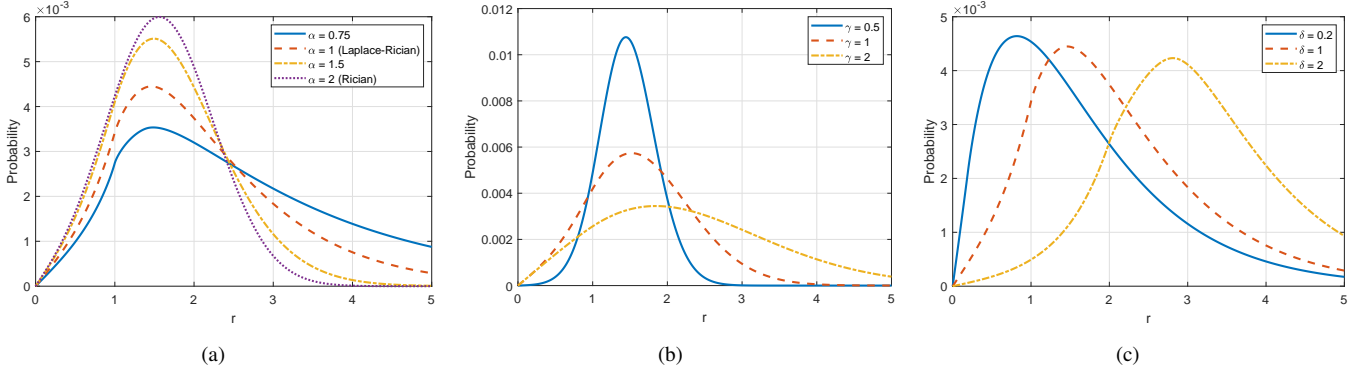 6 × 10⁻³
5
4
3
2
1
0
0 1 2 3 4 5
Probability
r
α = 0.75
α = 1 (Laplace-Rician)
α = 1.5
α = 2 (Rician)
(a)
0.012
0.010
0.008
0.006
0.004
0.002
0
0 1 2 3 4 5
Probability
r
γ = 0.5
γ = 1
γ = 2
(b)
5 × 10⁻³
4
3
2
1
0
0 1 2 3 4 5
Probability
r
δ = 0.2
δ = 1
δ = 2
(c)